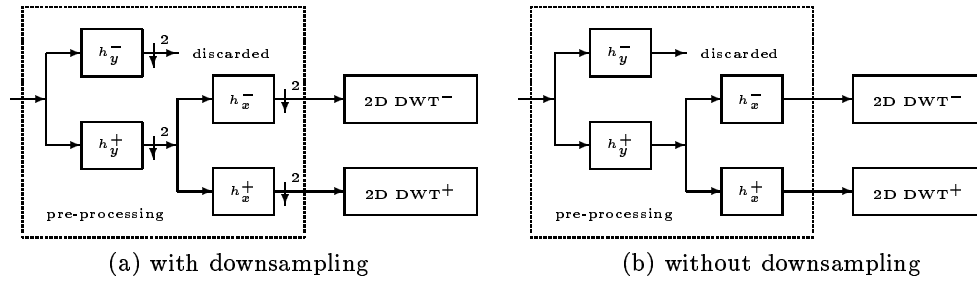 h_y^- 2 discarded
h_x^- 2 2D DWT^-
h_y^+ 2
h_x^+ 2 2D DWT^+
pre-processing
(a) with downsampling
h_y^- discarded
h_x^- 2D DWT^-
h_y^+
h_x^+ 2D DWT^+
pre-processing
(b) without downsampling